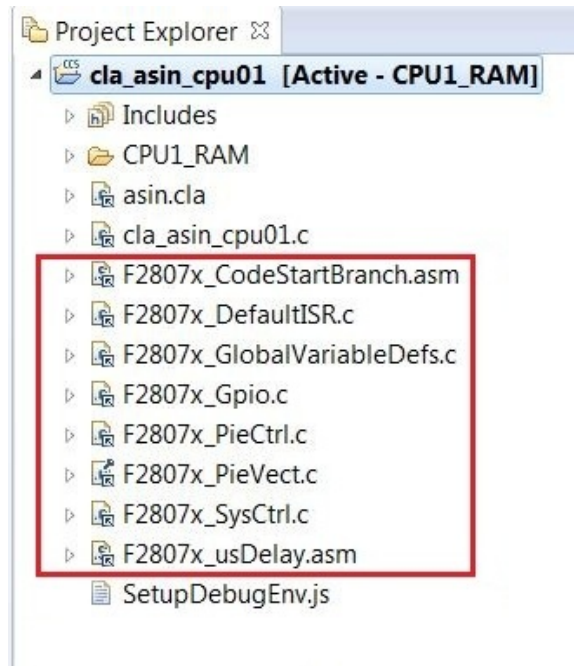 Project Explorer
cla_asin_cpu01 [Active - CPU1_RAM]
Includes
CPU1_RAM
asin.cla
cla_asin_cpu01.c
F2807x_CodeStartBranch.asm
F2807x_DefaultISR.c
F2807x_GlobalVariableDefs.c
F2807x_Gpio.c
F2807x_PieCtrl.c
F2807x_PieVect.c
F2807x_SysCtrl.c
F2807x_usDelay.asm
SetupDebugEnv.js